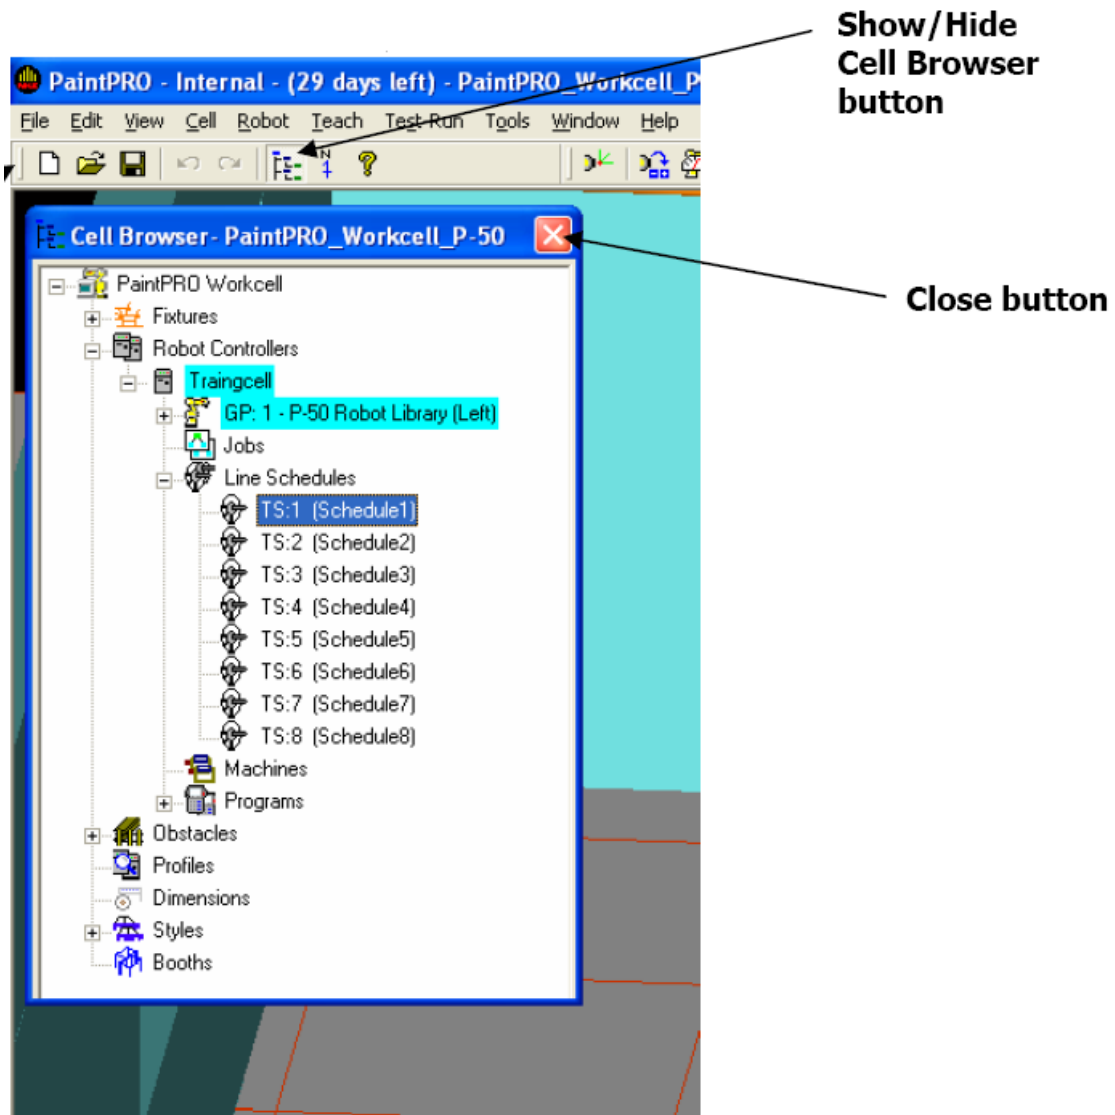 Show/Hide
Cell Browser
button
PaintPRO - Internal - (29 days left) - PaintPRO_Workcell_P
File Edit View Cell Robot Teach Test-Run Tools Window Help
N
Cell Browser- PaintPRO_Workcell_P-50
Close button
PaintPRO Workcell
Fixtures
Robot Controllers
Traingcell
GP: 1 - P-50 Robot Library (Left)
Jobs
Line Schedules
TS:1 (Schedule1)
TS:2 (Schedule2)
TS:3 (Schedule3)
TS:4 (Schedule4)
TS:5 (Schedule5)
TS:6 (Schedule6)
TS:7 (Schedule7)
TS:8 (Schedule8)
Machines
Programs
Obstacles
Profiles
Dimensions
Styles
Booths